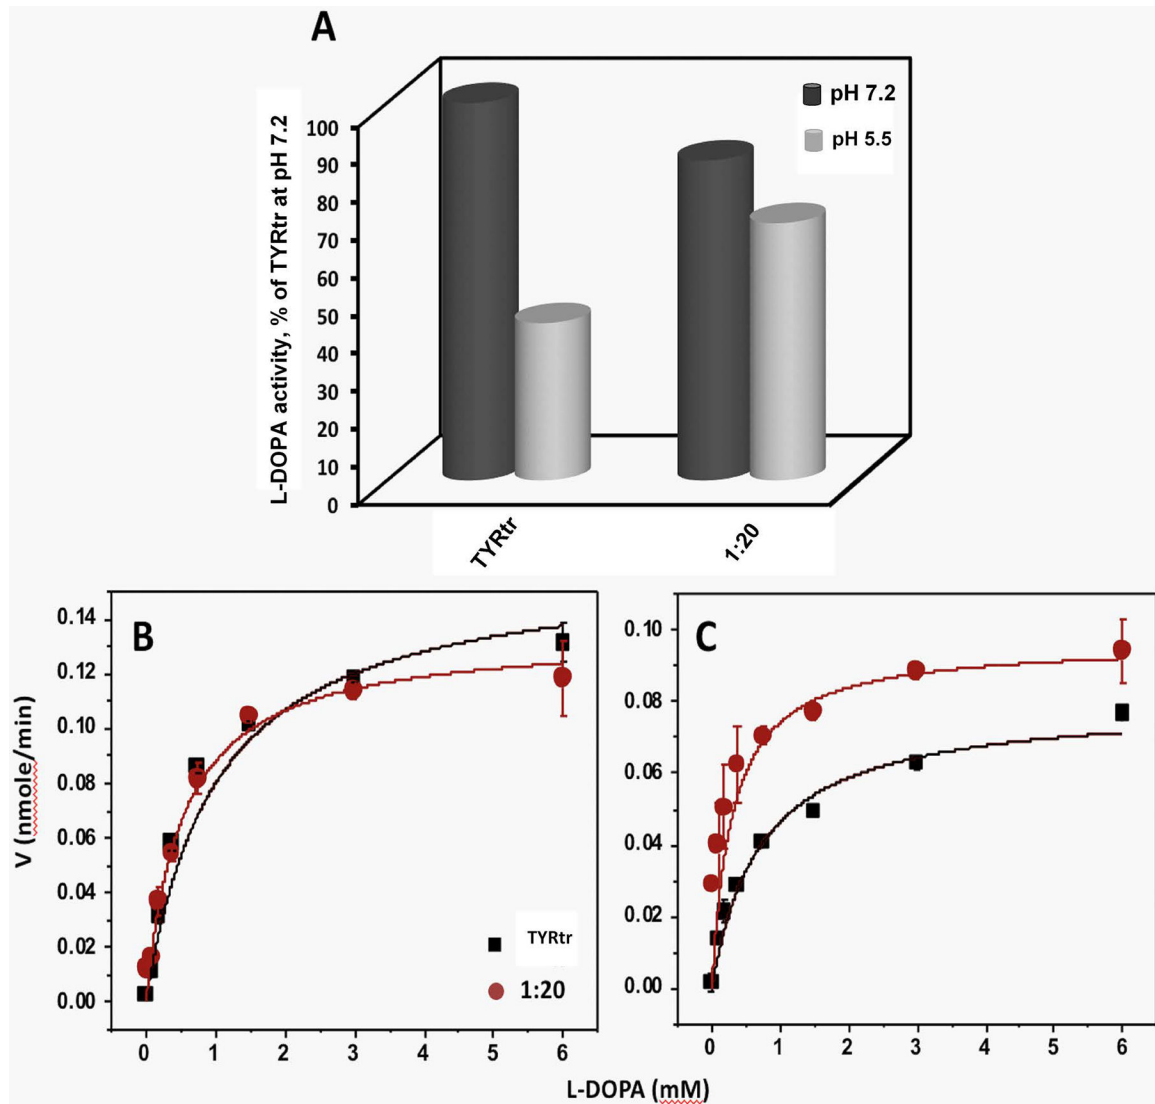 A
L-DOPA activity, % of TYRtr at pH 7.2
100
90
80
70
60
50
40
30
20
10
0
pH 7.2
pH 5.5
TYRtr
1:20
B
V (nmole/min)
0.14
0.12
0.10
0.08
0.06
0.04
0.02
0.00
TYRtr
1:20
0 1 2 3 4 5 6
C
0.10
0.08
0.06
0.04
0.02
0.00
0 1 2 3 4 5 6
L-DOPA (mM)